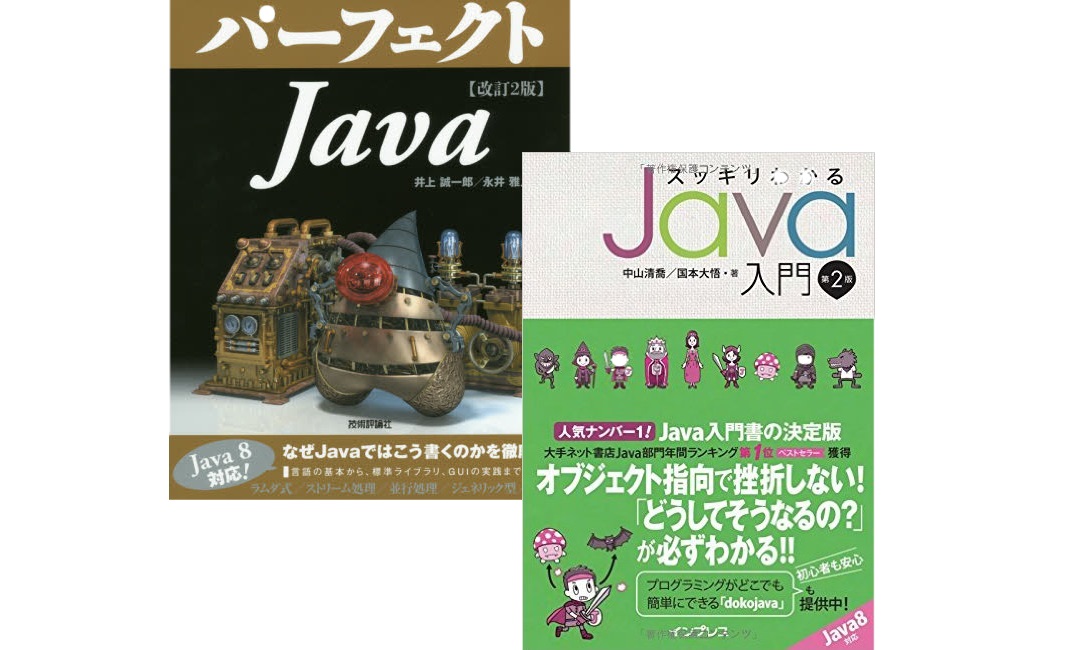 パーフェクト
【改訂2版】
Java
井上 誠一郎／永井 雅
技術評論社
Java 8
対応!
なぜJavaではこう書くのかを徹
言語の基本から、標準ライブラリ、GUIの実践まで
ラムダ式／ストリーム処理／並行処理／ジェネリック型
「著作権保護コンテンツ」
スッキリわかる
Java
入門
第2版
中山清喬／国本大悟・著
人気ナンバー1! Java入門書の決定版
大手ネット書店Java部門年間ランキング 第1位 ベストセラー 獲得
オブジェクト指向で挫折しない!
「どうしてそうなるの?」
が必ずわかる!!
プログラミングがどこでも
簡単にできる「dokojava」
も
提供中!
初心者も安心
インプレス
Java8
対応